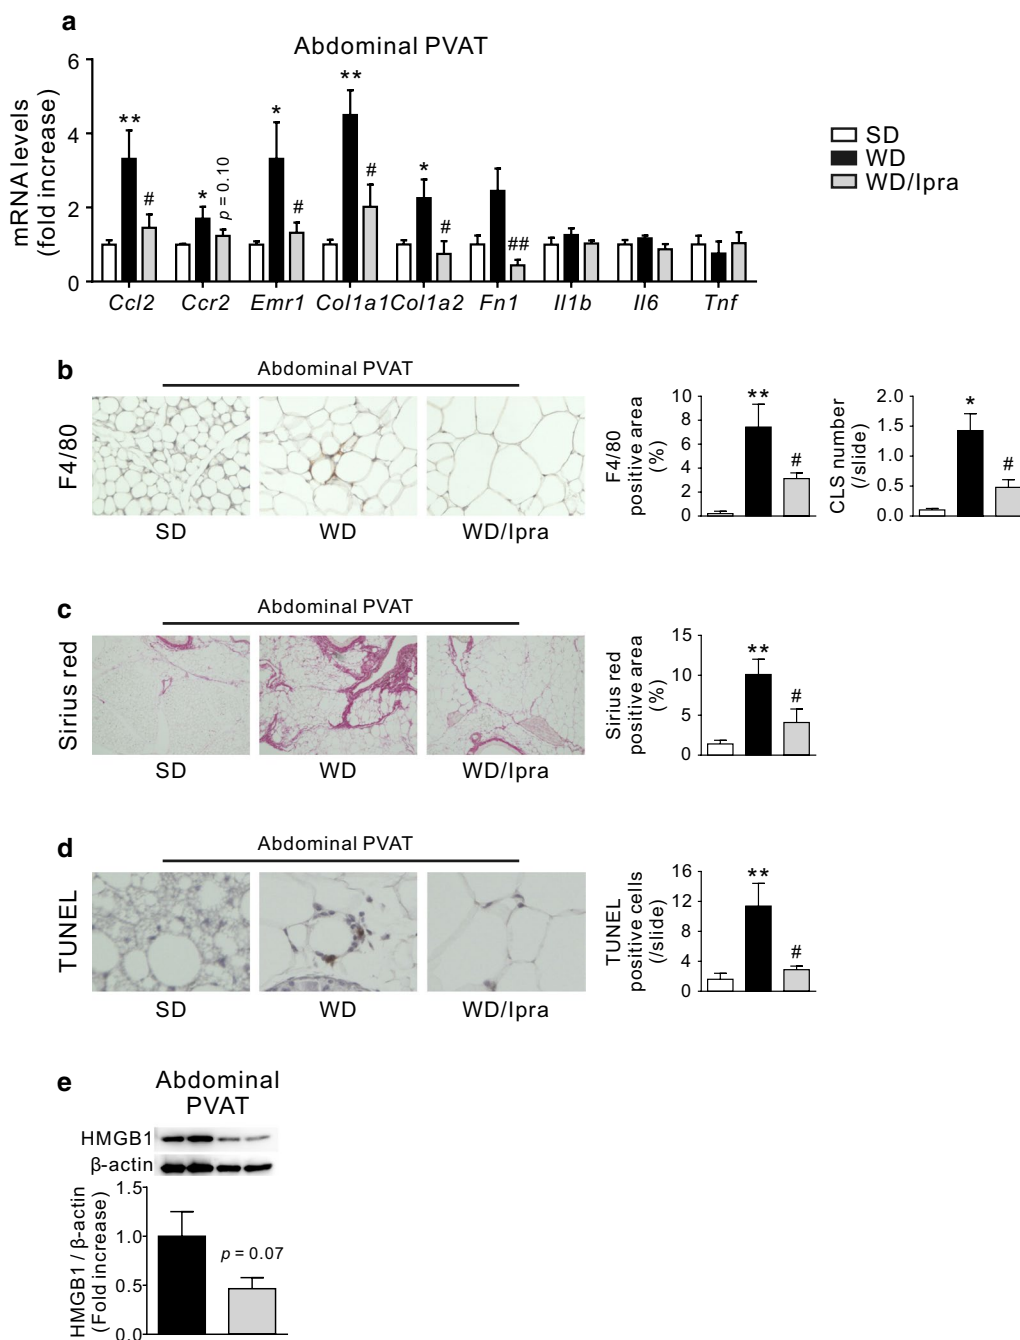 a
Abdominal PVAT
mRNA levels
(fold increase)
6
4
2
0
**
#
*
p = 0.10
*
#
**
#
*
#
##
Ccl2 Ccr2 Emr1 Col1a1 Col1a2 Fn1 Il1b Il6 Tnf
SD
WD
WD/Ipra
b
Abdominal PVAT
F4/80
SD WD WD/Ipra
F4/80
positive area
(%)
10
8
6
4
2
0
**
#
CLS number
(/slide)
2.0
1.5
1.0
0.5
0.0
*
#
c
Abdominal PVAT
Sirius red
SD WD WD/Ipra
Sirius red
positive area
(%)
15
10
5
0
**
#
d
Abdominal PVAT
TUNEL
SD WD WD/Ipra
TUNEL
positive cells
(/slide)
16
12
8
4
0
**
#
e
Abdominal
PVAT
HMGB1
β-actin
HMGB1 / β-actin
(Fold increase)
1.5
1.0
0.5
0.0
p = 0.07